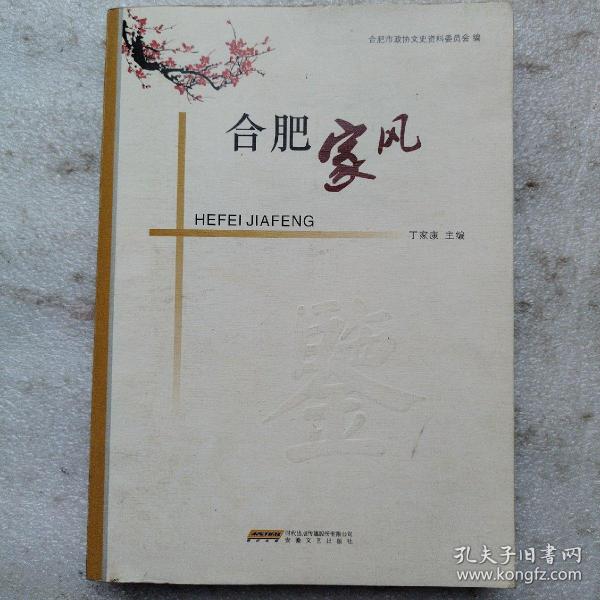 合肥市政协文史资料委员会 编
合肥家风
HEFEI JIAFENG
丁家康 主编
鉴
时代出版传媒股份有限公司
安徽文艺出版社
孔夫子旧书网
www.kongfz.com